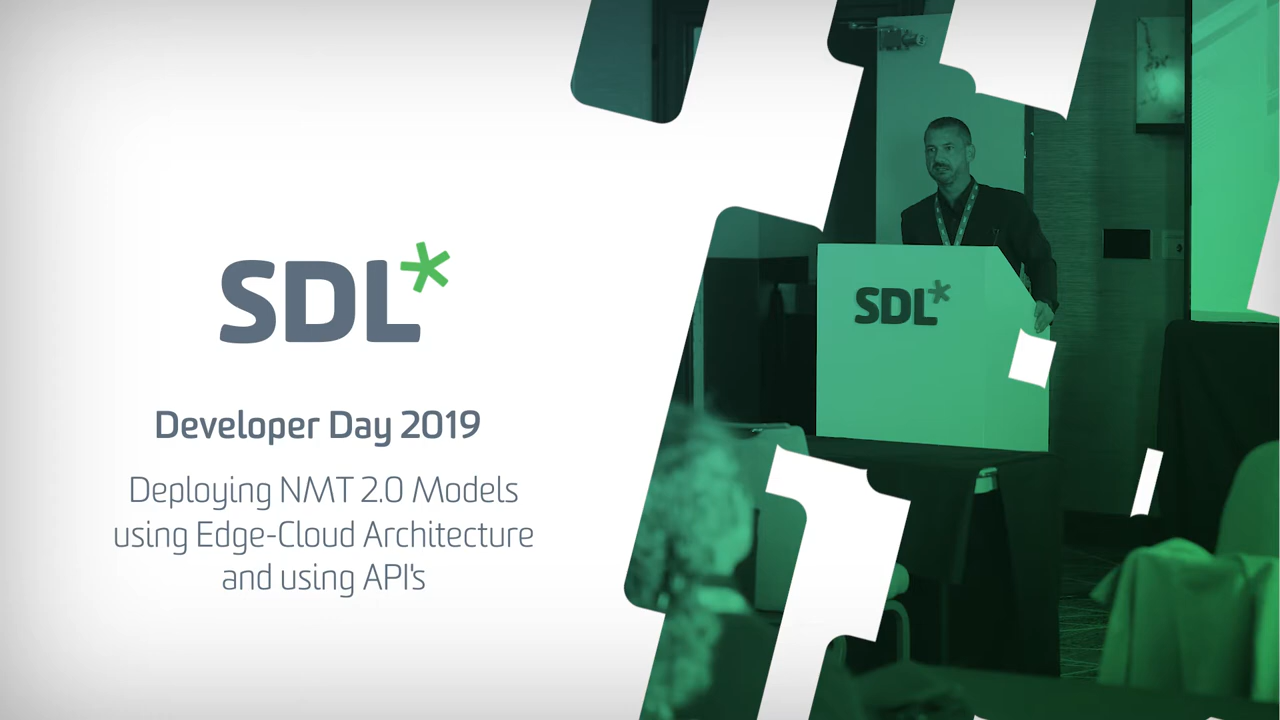 SDL*
Developer Day 2019
Deploying NMT 2.0 Models
using Edge-Cloud Architecture
and using API's
SDL*